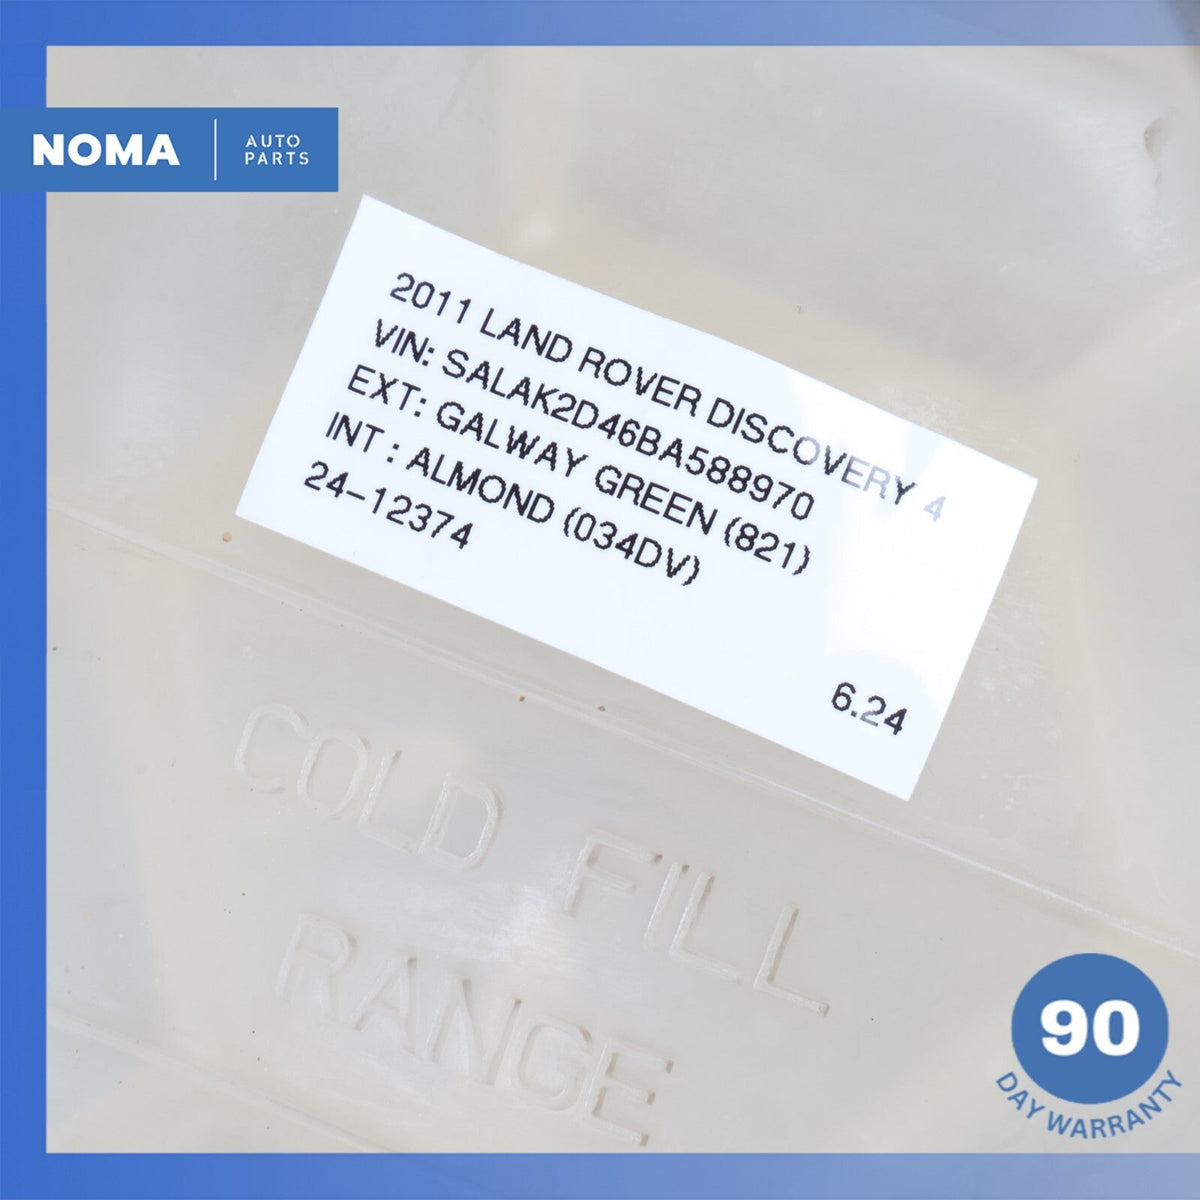 NOMA
AUTO
PARTS
2011 LAND ROVER DISCOVERY 4
VIN: SALAK2D46BA588970
EXT: GALWAY GREEN (821)
INT : ALMOND (034DV)
24-12374
6.24
COLD FILL
RANGE
90
DAY WARRANTY